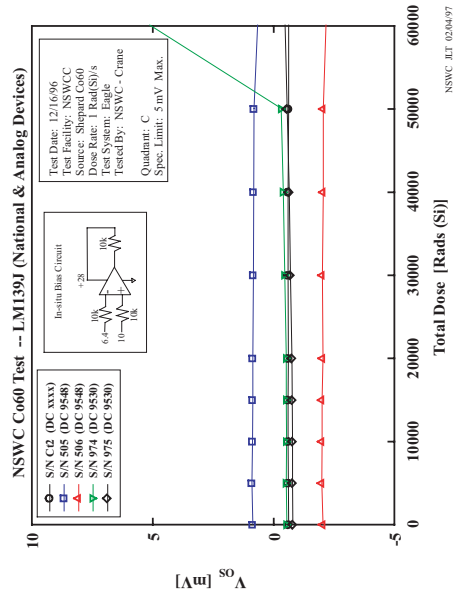 NSWC Co60 Test -- LM139J (National & Analog Devices)
S/N Ct2 (DC xxxx)
S/N 505 (DC 9548)
S/N 506 (DC 9548)
S/N 974 (DC 9530)
S/N 975 (DC 9530)
In-situ Bias Circuit
+28
6.4
10k
10k
10
10k
Test Date: 12/16/96
Test Facility: NSWCC
Source: Shepard Co60
Dose Rate: 1 Rad(Si)/s
Test System: Eagle
Tested By: NSWC - Crane
Quadrant: C
Spec. Limit: 5 mV Max.
V_OS [mV]
10
5
0
-5
0
10000
20000
30000
40000
50000
60000
Total Dose [Rads (Si)]
NSWC JLT 02/04/97